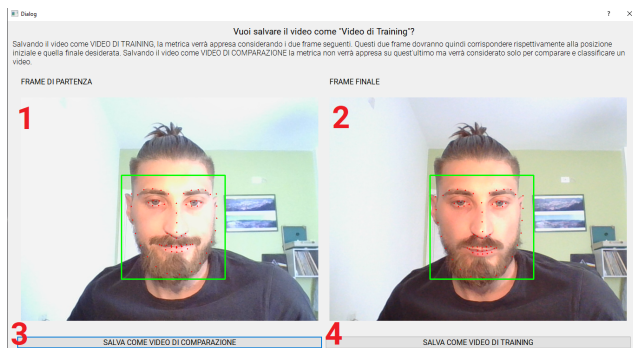 Dialog
Vuoi salvare il video come "Video di Training"?
Salvando il video come VIDEO DI TRAINING, la metrica verrà appresa considerando i due frame seguenti. Questi due frame dovranno quindi corrispondere rispettivamente alla posizione
iniziale e quella finale desiderata. Salvando il video come VIDEO DI COMPARAZIONE la metrica non verrà appresa su quest'ultimo ma verrà considerato solo per comparare e classificare un
video.
FRAME DI PARTENZA
FRAME FINALE
1
2
3
4
SALVA COME VIDEO DI COMPARAZIONE
SALVA COME VIDEO DI TRAINING